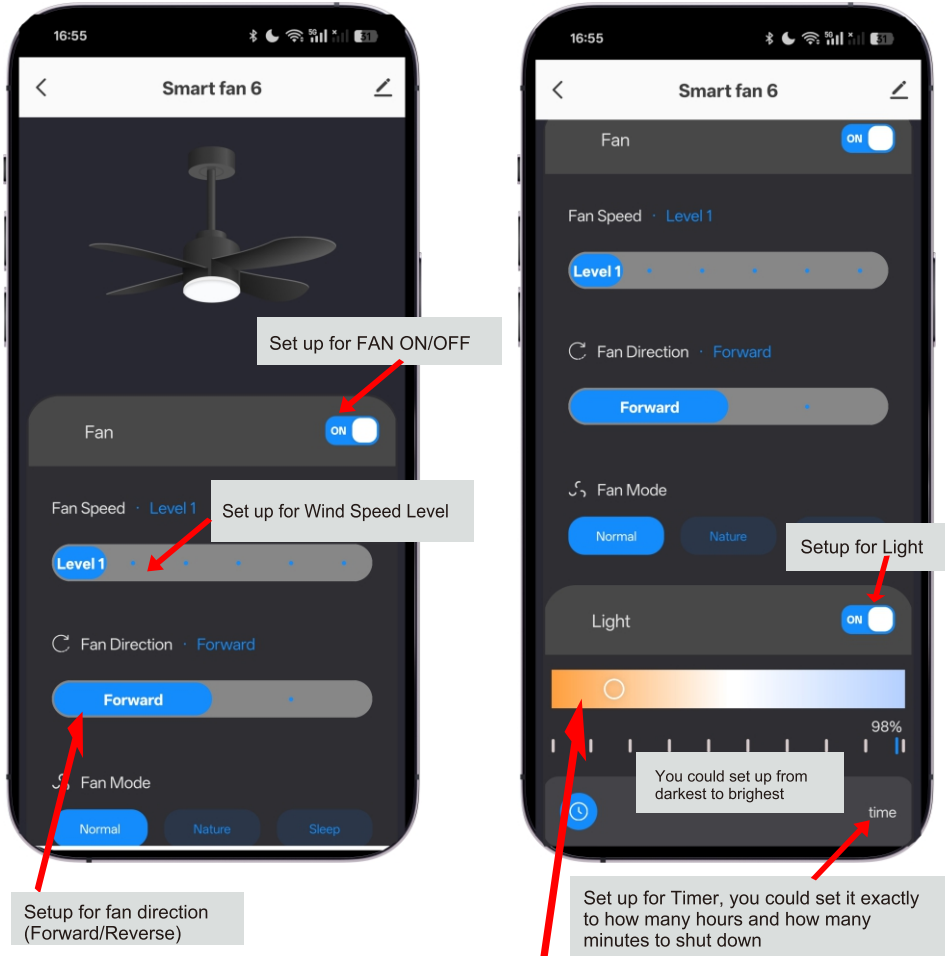 16:55
5G
31
Smart fan 6
Set up for FAN ON/OFF
Fan
ON
Fan Speed · Level 1
Set up for Wind Speed Level
Level 1
Fan Direction · Forward
Forward
Fan Mode
Normal Nature Sleep
Setup for fan direction
(Forward/Reverse)
16:55
5G
31
Smart fan 6
Fan
ON
Fan Speed · Level 1
Level 1
Fan Direction · Forward
Forward
Fan Mode
Normal Nature
Setup for Light
Light
ON
98%
You could set up from
darkest to brighest
time
Set up for Timer, you could set it exactly
to how many hours and how many
minutes to shut down